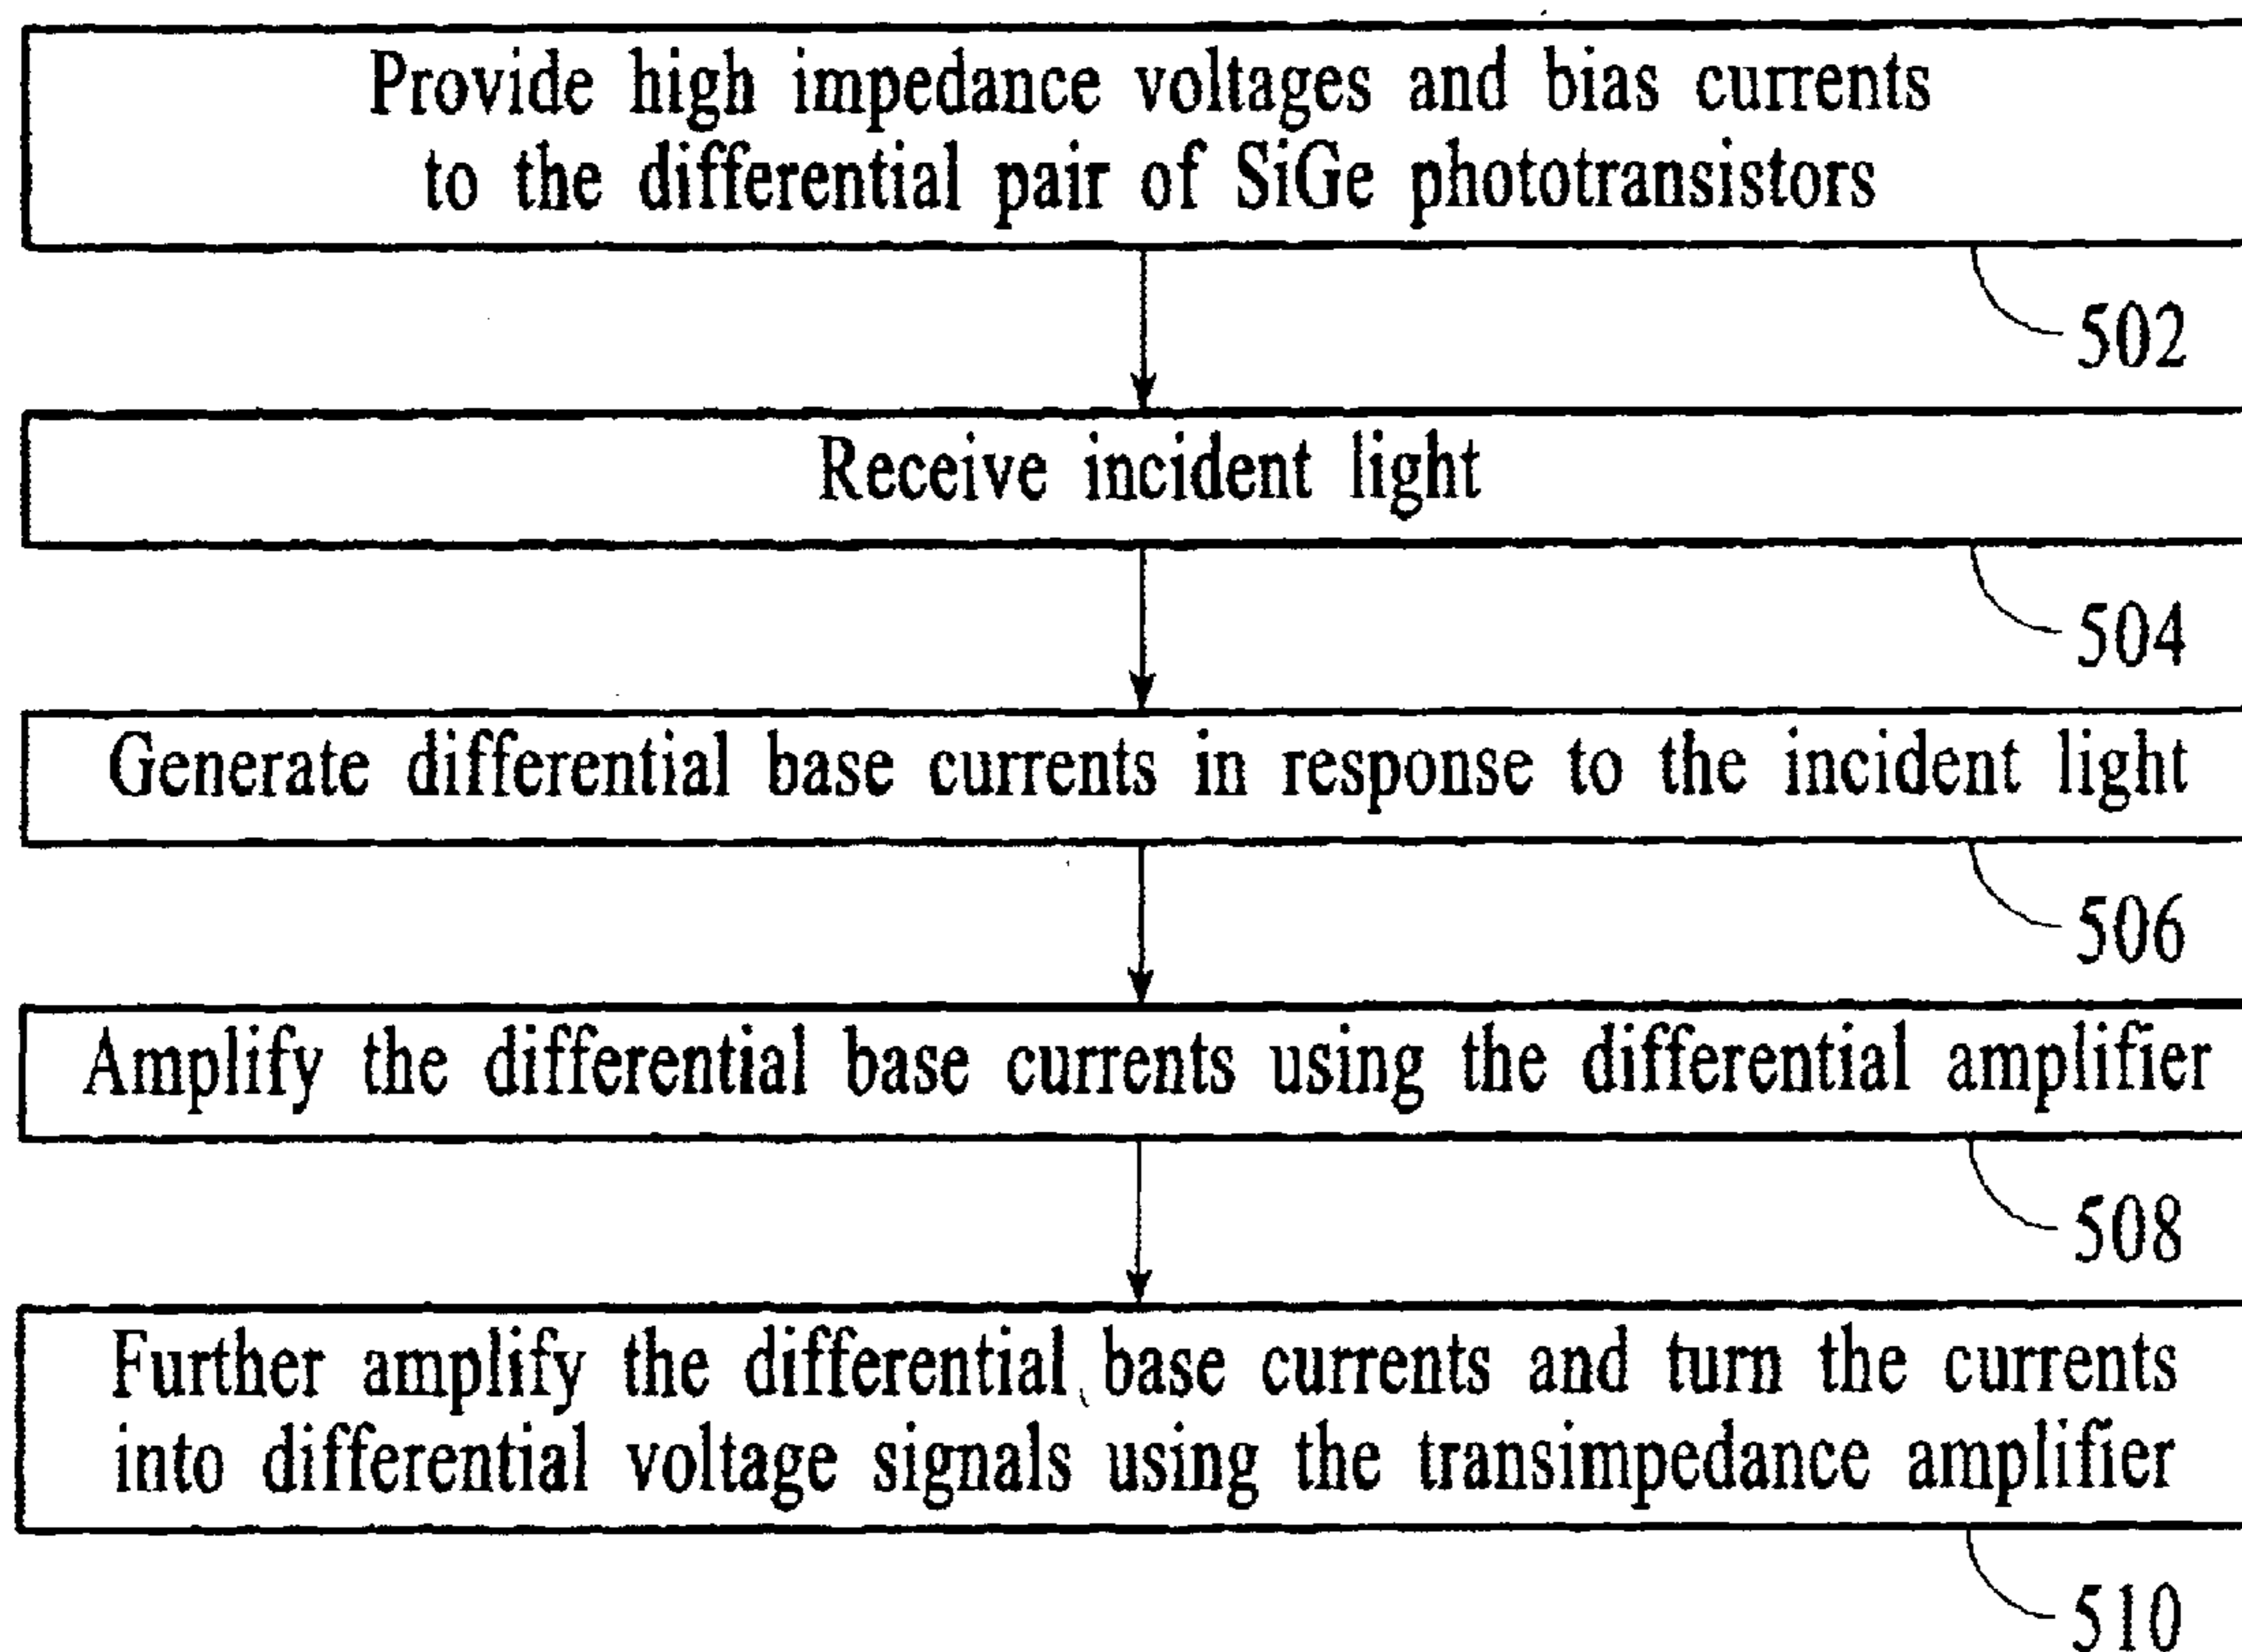 Provide high impedance voltages and bias currents
to the differential pair of SiGe phototransistors
502
Receive incident light
504
Generate differential base currents in response to the incident light
506
Amplify the differential base currents using the differential amplifier
508
Further amplify the differential base currents and turn the currents
into differential voltage signals using the transimpedance amplifier
510